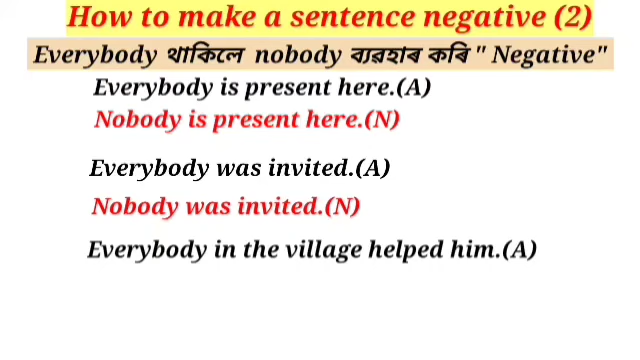 How to make a sentence negative (2)
Everybody থাকিলে nobody ব্যৱহাৰ কৰি " Negative"
Everybody is present here.(A)
Nobody is present here.(N)
Everybody was invited.(A)
Nobody was invited.(N)
Everybody in the village helped him.(A)